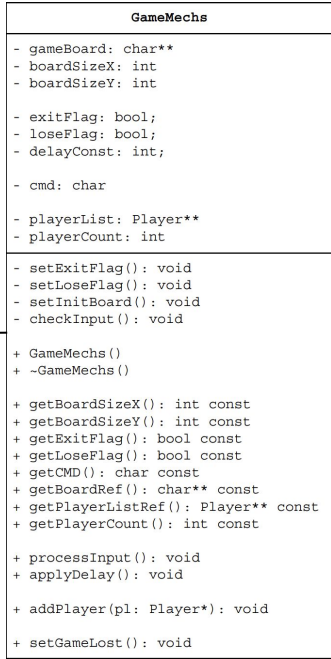 GameMechs
- gameBoard: char**
- boardSizeX: int
- boardSizeY: int
- exitFlag: bool;
- loseFlag: bool;
- delayConst: int;
- cmd: char
- playerList: Player**
- playerCount: int
- setExitFlag(): void
- setLoseFlag(): void
- setInitBoard(): void
- checkInput(): void
+ GameMechs()
+ ~GameMechs()
+ getBoardSizeX(): int const
+ getBoardSizeY(): int const
+ getExitFlag(): bool const
+ getLoseFlag(): bool const
+ getCMD(): char const
+ getBoardRef(): char** const
+ getPlayerListRef(): Player** const
+ getPlayerCount(): int const
+ processInput(): void
+ applyDelay(): void
+ addPlayer(pl: Player*): void
+ setGameLost(): void